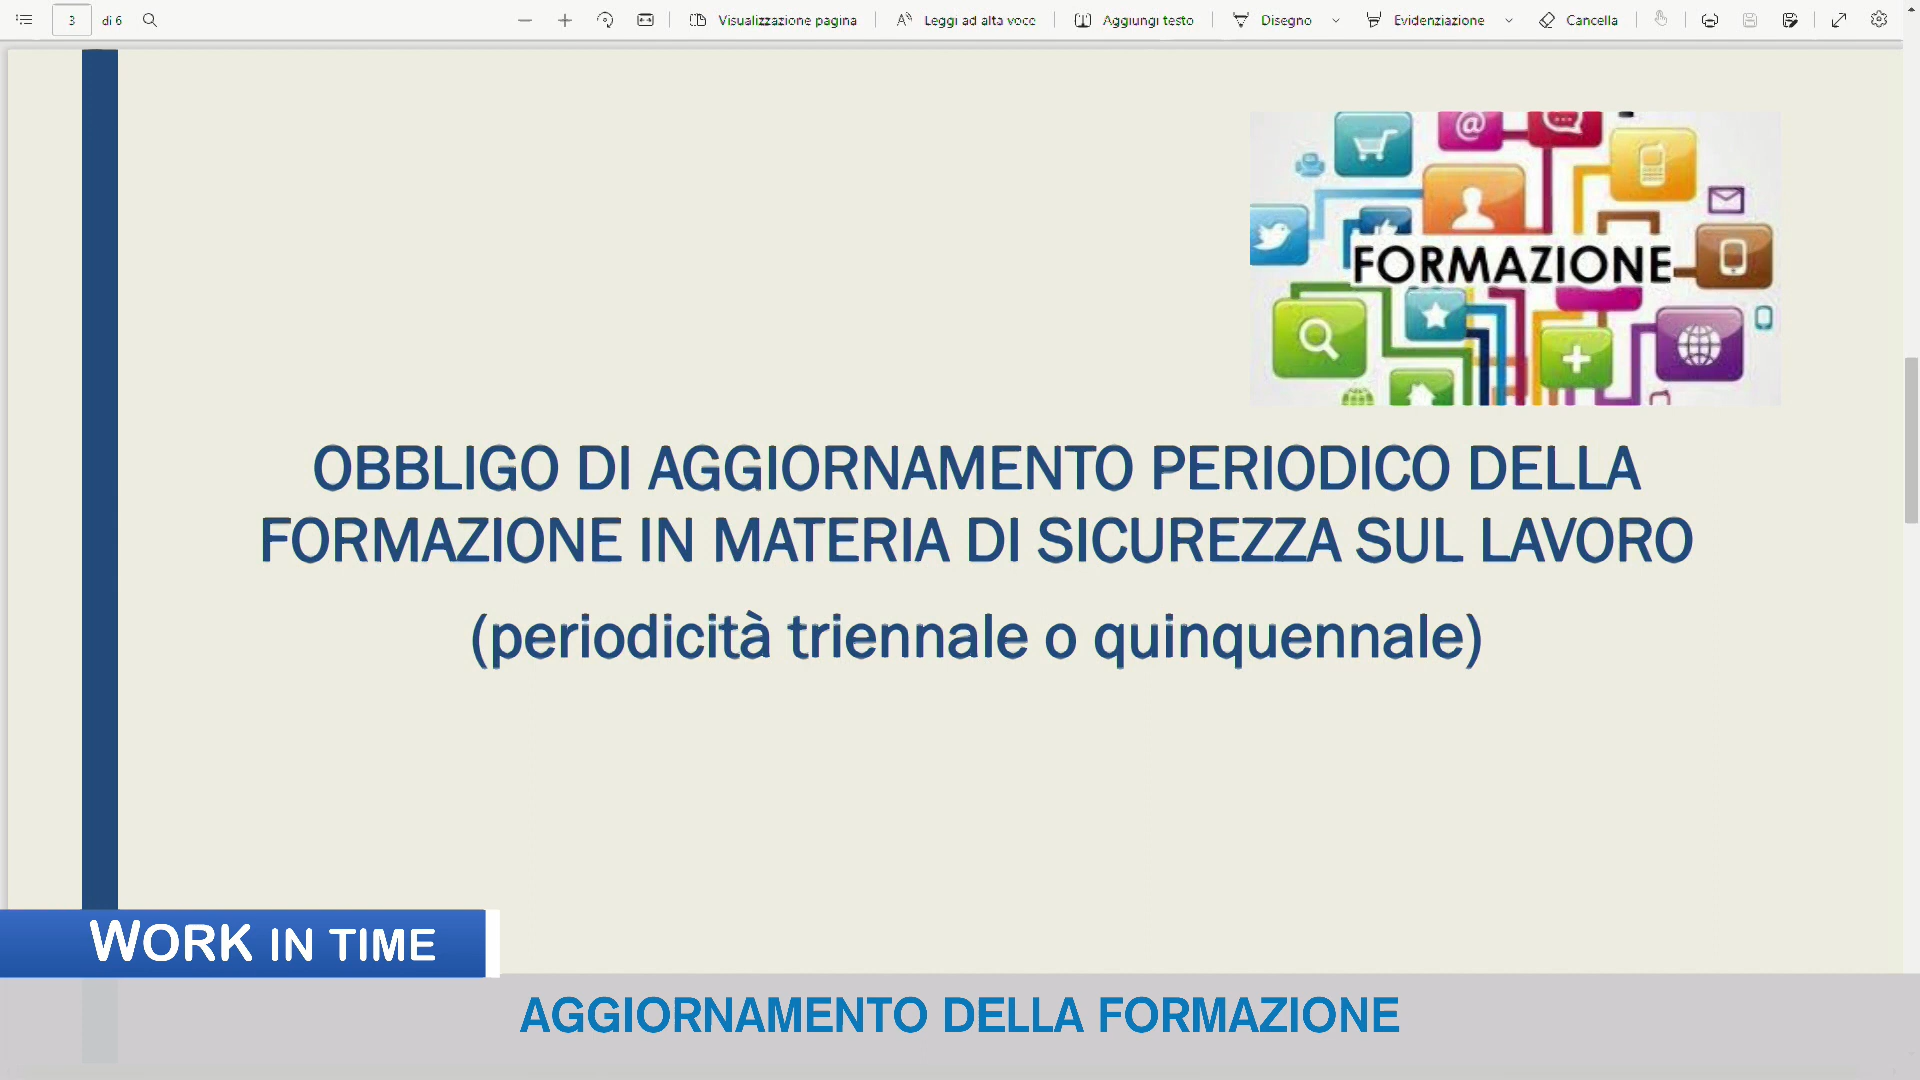 3 di 6 Visualizzazione pagina Leggi ad alta voce Aggiungi testo Disegno Evidenziazione Cancella
@
FORMAZIONE
OBBLIGO DI AGGIORNAMENTO PERIODICO DELLA
FORMAZIONE IN MATERIA DI SICUREZZA SUL LAVORO
(periodicità triennale o quinquennale)
WORK IN TIME
AGGIORNAMENTO DELLA FORMAZIONE